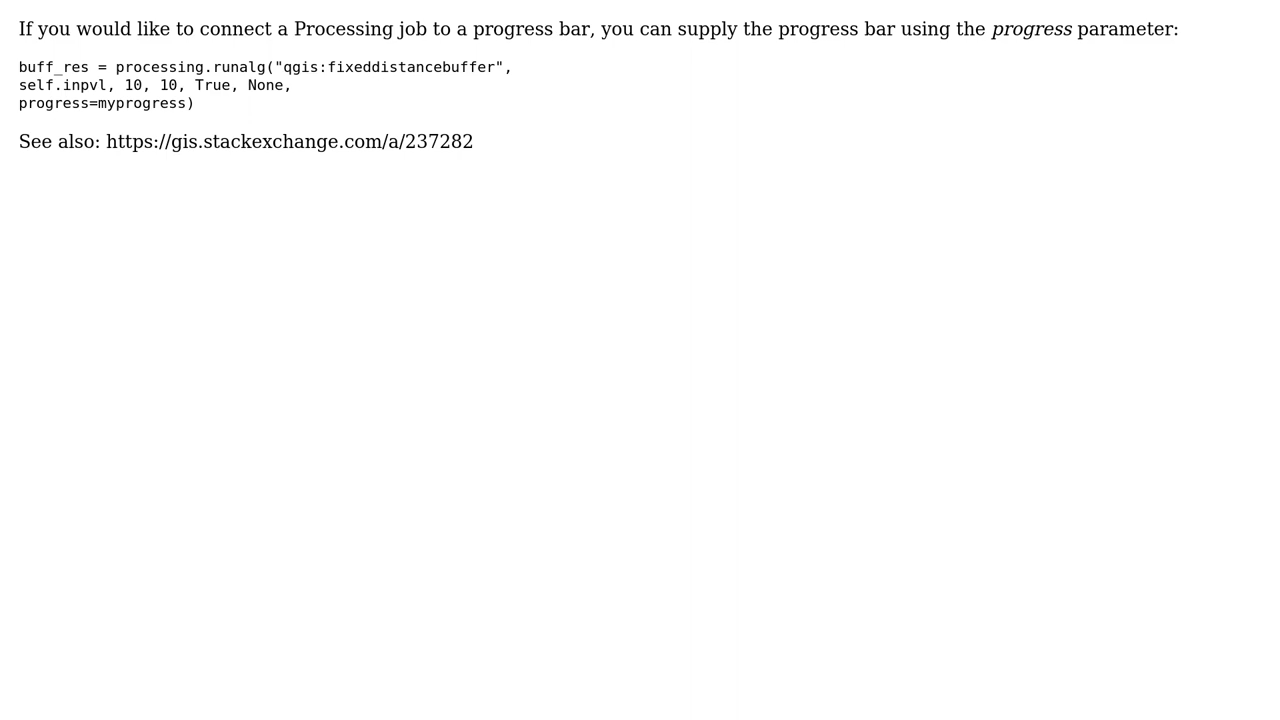 If you would like to connect a Processing job to a progress bar, you can supply the progress bar using the progress parameter:
buff_res = processing.runalg("qgis:fixeddistancebuffer",
self.inpvl, 10, 10, True, None,
progress=myprogress)
See also: https://gis.stackexchange.com/a/237282